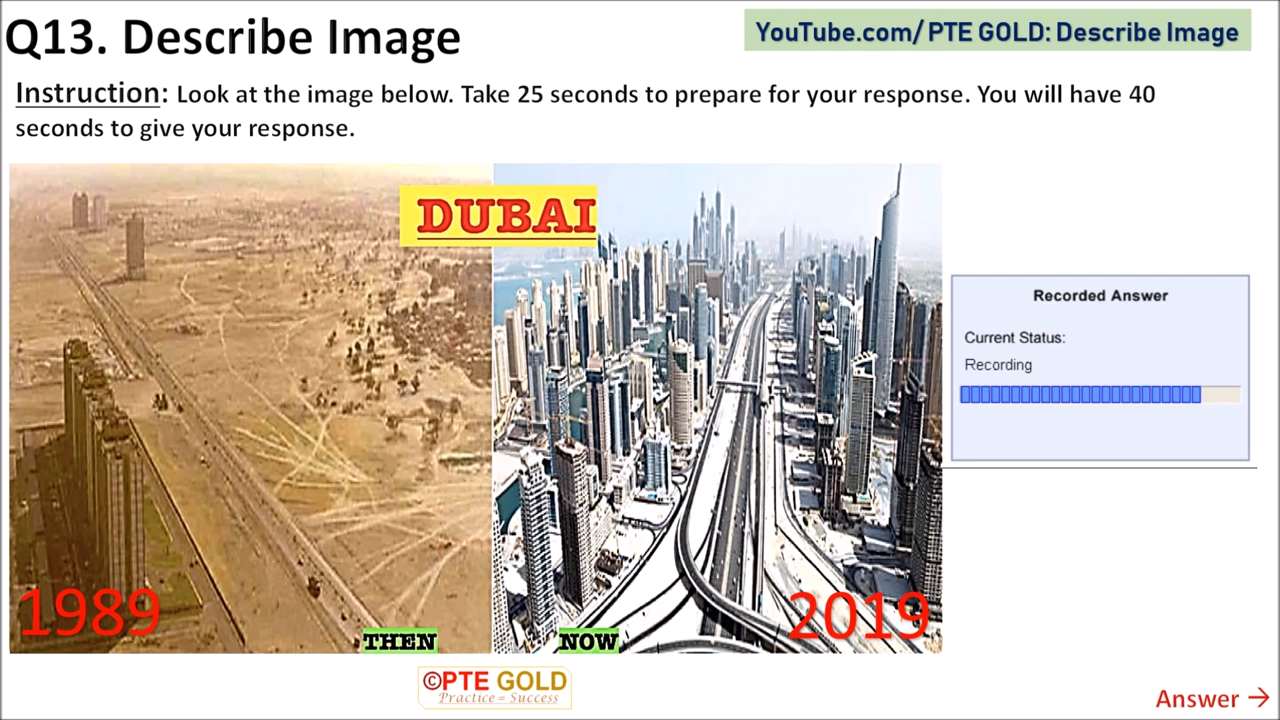 Q13. Describe Image
YouTube.com/ PTE GOLD: Describe Image
Instruction: Look at the image below. Take 25 seconds to prepare for your response. You will have 40
seconds to give your response.
DUBAI
Recorded Answer
Current Status:
Recording
1989
2019
THEN
NOW
©PTE GOLD
Practice = Success
Answer →